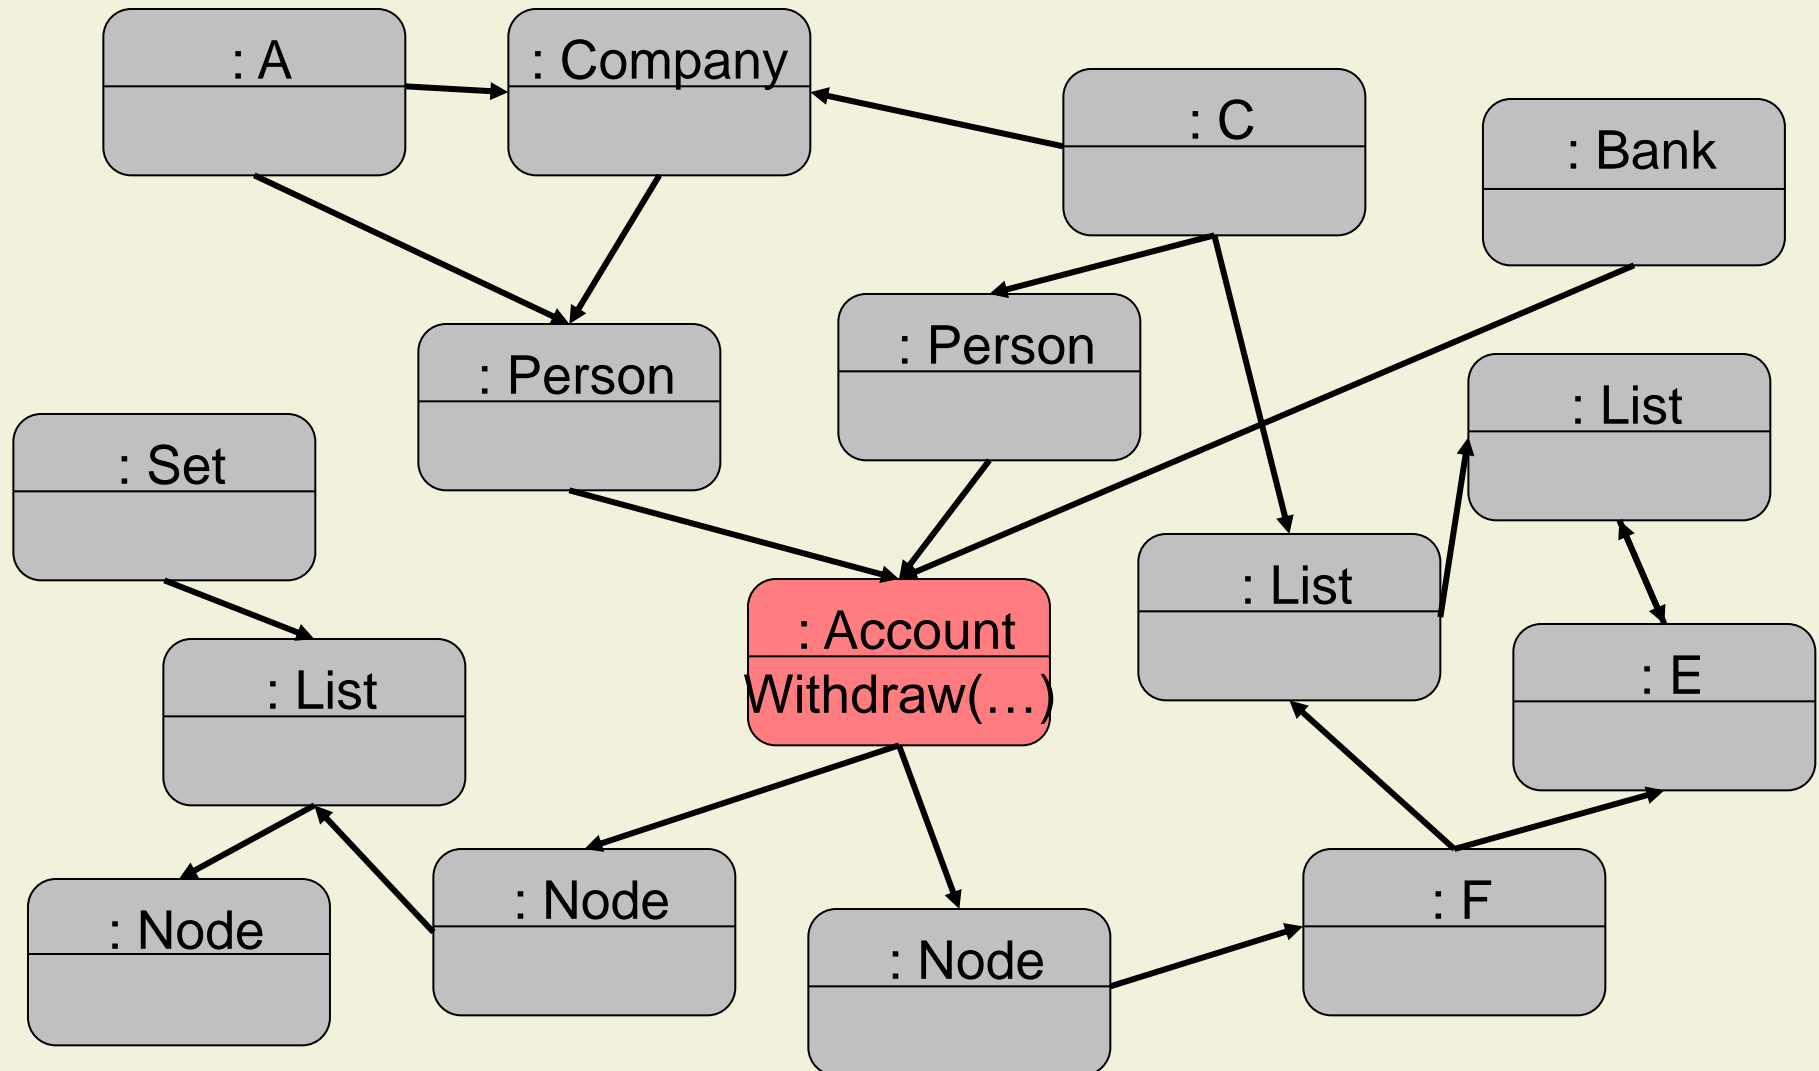 : A
: Company
: C
: Bank
: Person
: Person
: List
: Set
: List
: Account
Withdraw(…)
: List
: E
: Node
: Node
: Node
: F